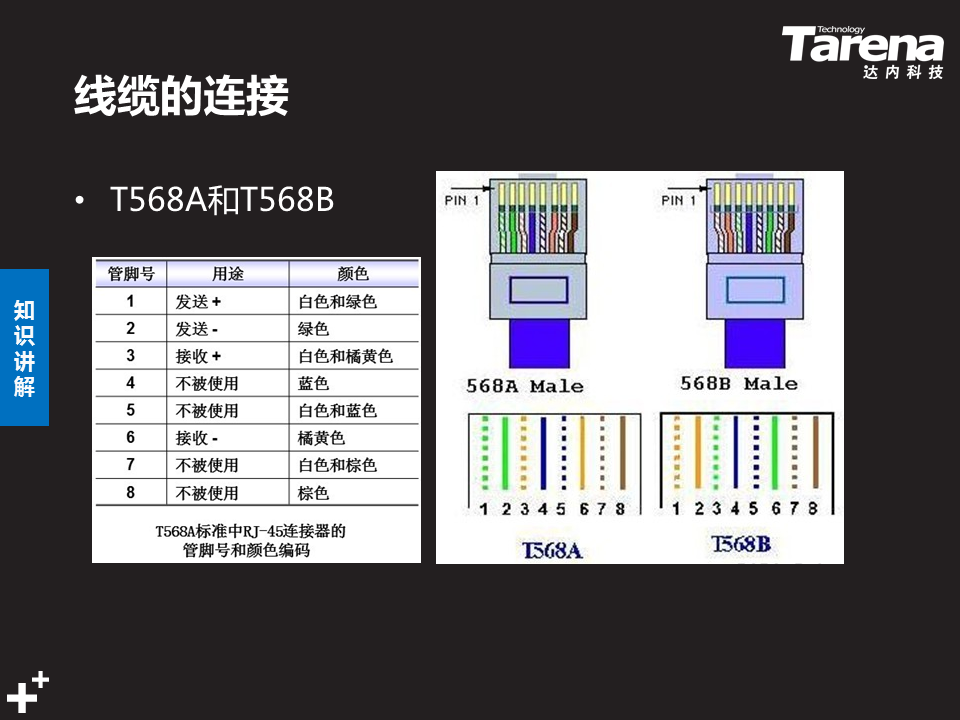 Technology
Tarena
达内科技
线缆的连接
• T568A和T568B
知
识
讲
解
管脚号 用途 颜色
1 发送 + 白色和绿色
2 发送 - 绿色
3 接收 + 白色和橘黄色
4 不被使用 蓝色
5 不被使用 白色和蓝色
6 接收 - 橘黄色
7 不被使用 白色和棕色
8 不被使用 棕色
T568A标准中RJ-45连接器的
管脚号和颜色编码
PIN 1
PIN 1
568A Male
568B Male
1 2 3 4 5 6 7 8
1 2 3 4 5 6 7 8
T568A
T568B